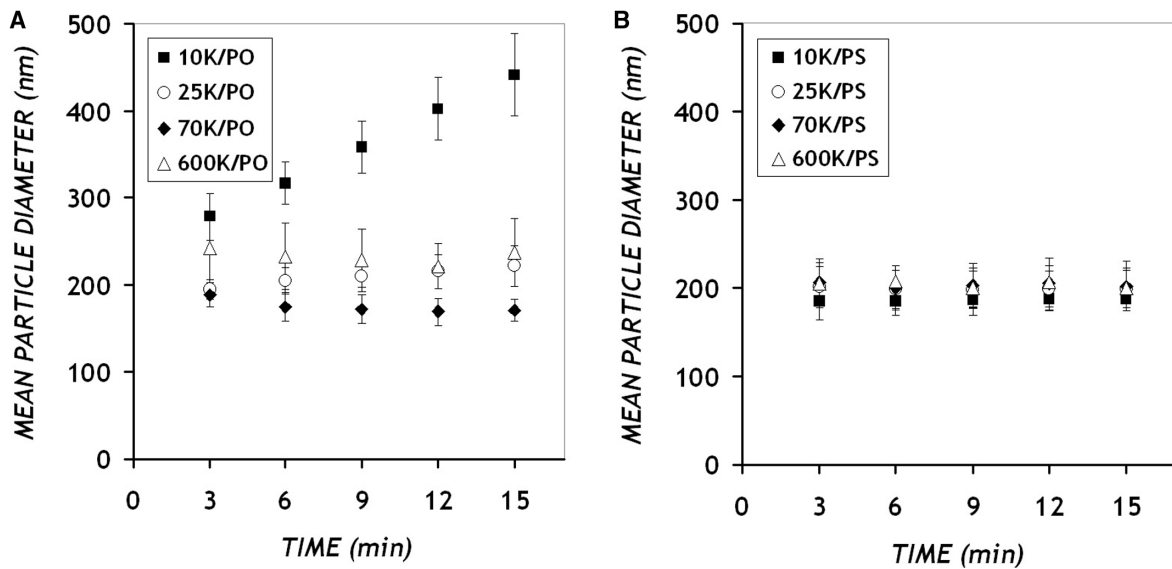 A
MEAN PARTICLE DIAMETER (nm)
500
400
300
200
100
0
10K/PO
25K/PO
70K/PO
600K/PO
0 3 6 9 12 15
TIME (min)
B
MEAN PARTICLE DIAMETER (nm)
500
400
300
200
100
0
10K/PS
25K/PS
70K/PS
600K/PS
0 3 6 9 12 15
TIME (min)